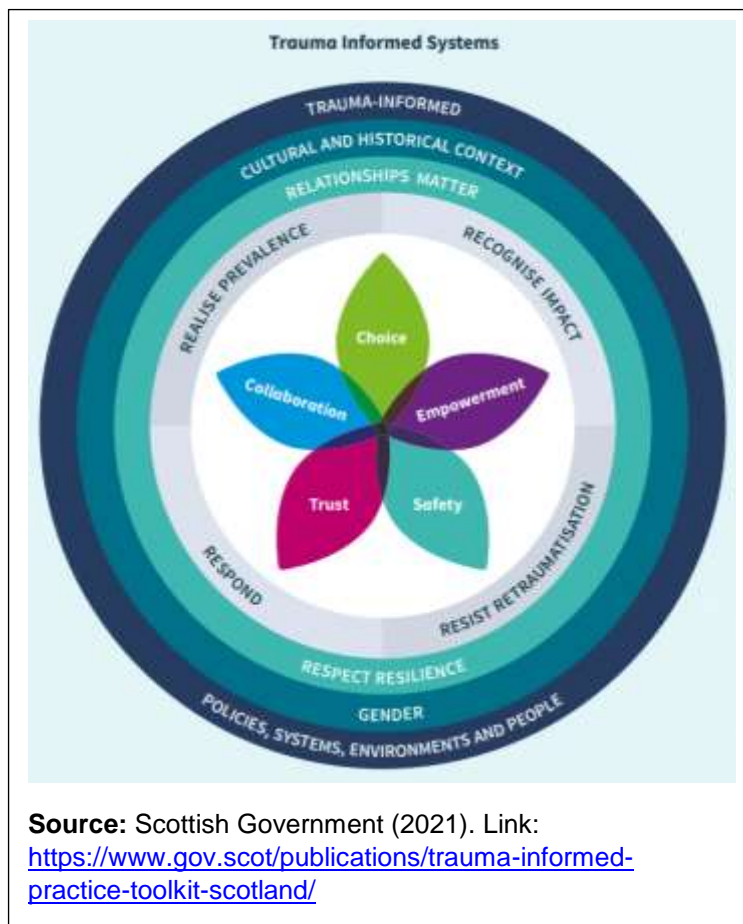 Trauma Informed Systems
TRAUMA-INFORMED
CULTURAL AND HISTORICAL CONTEXT
RELATIONSHIPS MATTER
REALISE PREVALENCE
RECOGNISE IMPACT
Choice
Collaboration
Empowerment
Trust
Safety
RESPOND
RESIST RETRAUMATISATION
RESPECT RESILIENCE
GENDER
POLICIES, SYSTEMS, ENVIRONMENTS AND PEOPLE
Source: Scottish Government (2021). Link:
https://www.gov.scot/publications/trauma-informed-
practice-toolkit-scotland/